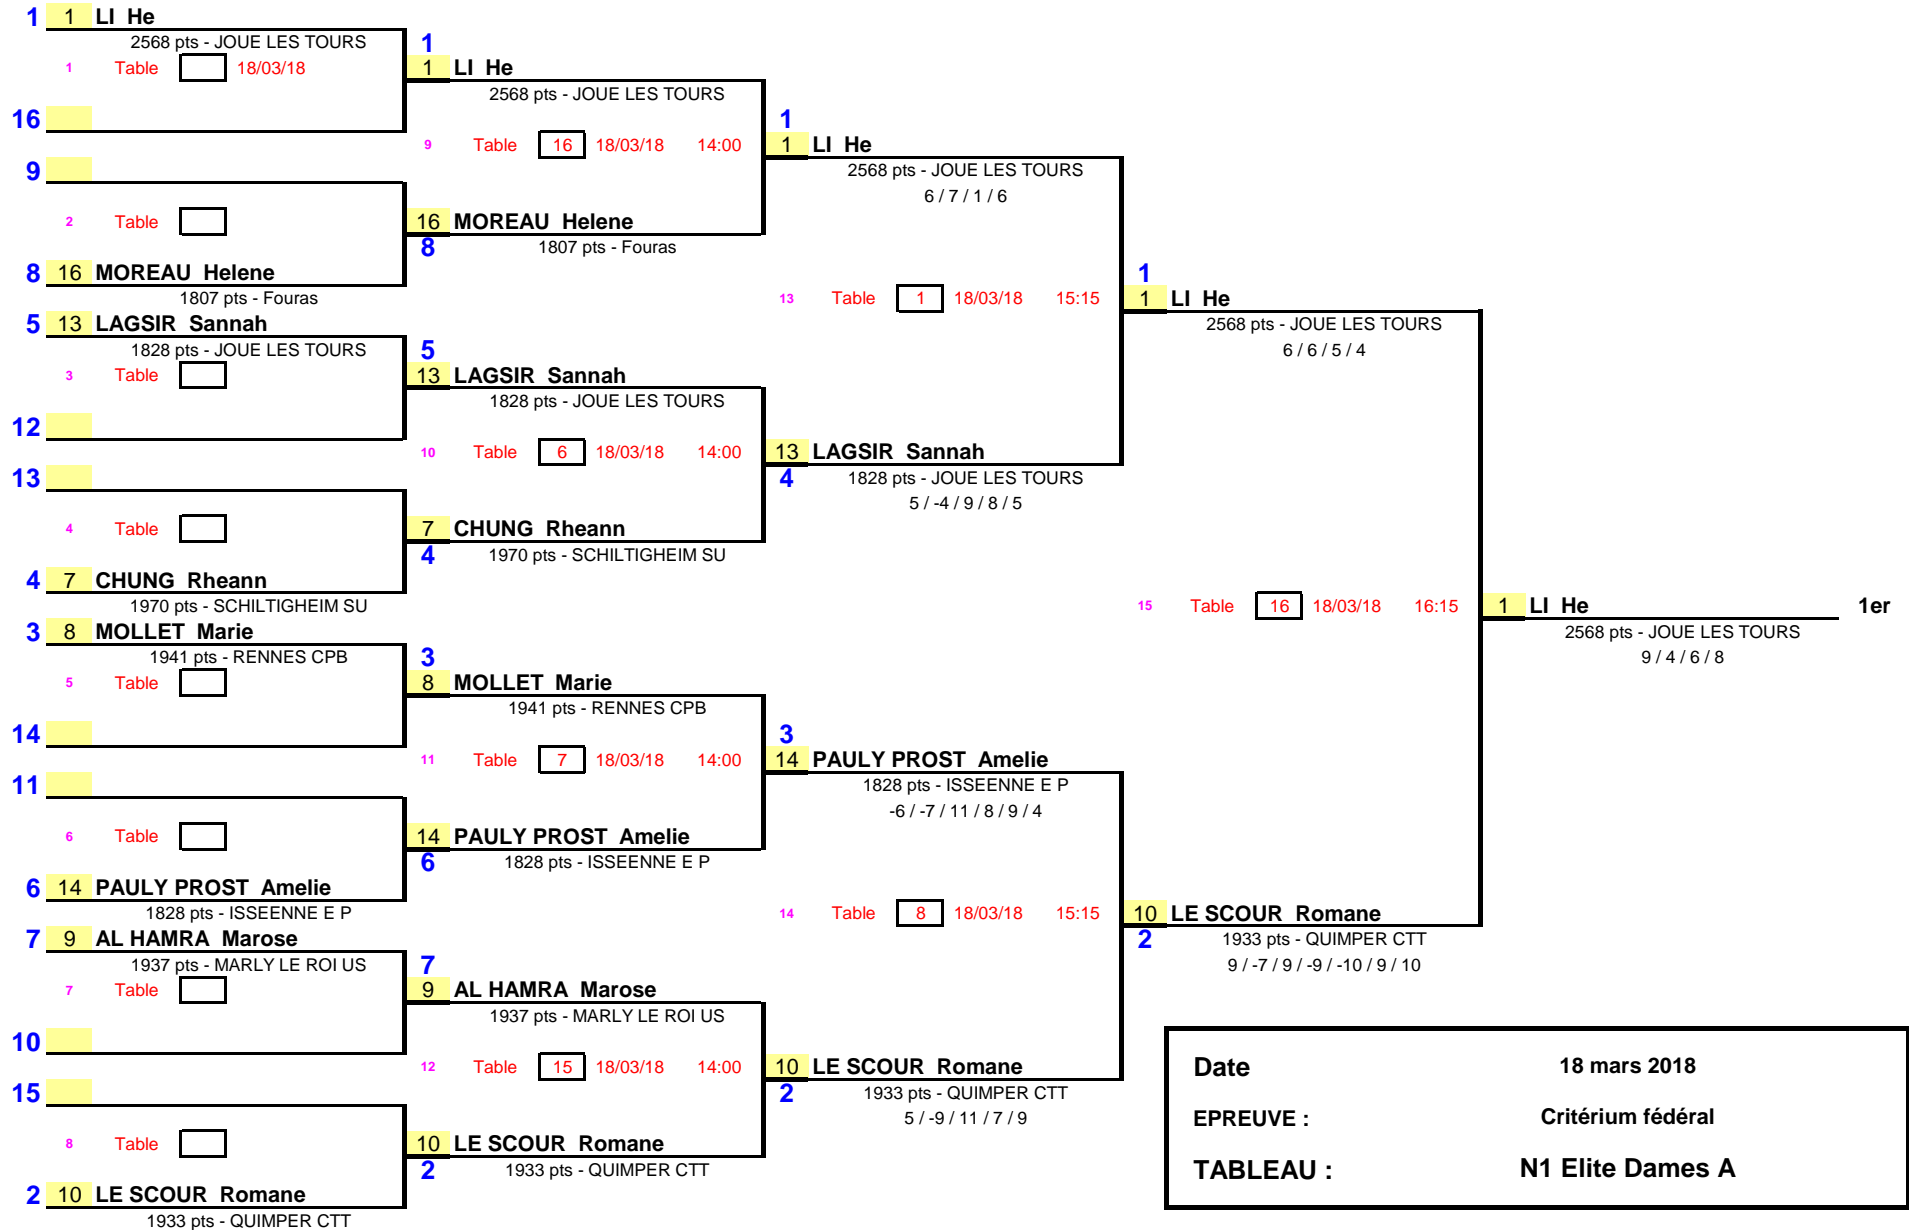 1 1 LI He
2568 pts - JOUE LES TOURS
1 Table 18/03/18
16
9
2 Table
8 16 MOREAU Helene
1807 pts - Fouras
5 13 LAGSIR Sannah
1828 pts - JOUE LES TOURS
3 Table
12
13
4 Table
4 7 CHUNG Rheann
1970 pts - SCHILTIGHEIM SU
3 8 MOLLET Marie
1941 pts - RENNES CPB
5 Table
14
11
6 Table
6 14 PAULY PROST Amelie
1828 pts - ISSEENNE E P
7 9 AL HAMRA Marose
1937 pts - MARLY LE ROI US
7 Table
10
15
8 Table
2 10 LE SCOUR Romane
1933 pts - QUIMPER CTT
1
1 LI He
2568 pts - JOUE LES TOURS
9 Table 16 18/03/18 14:00
16 MOREAU Helene
8
1807 pts - Fouras
5
13 LAGSIR Sannah
1828 pts - JOUE LES TOURS
10 Table 6 18/03/18 14:00
7 CHUNG Rheann
4
1970 pts - SCHILTIGHEIM SU
3
8 MOLLET Marie
1941 pts - RENNES CPB
11 Table 7 18/03/18 14:00
14 PAULY PROST Amelie
6
1828 pts - ISSEENNE E P
7
9 AL HAMRA Marose
1937 pts - MARLY LE ROI US
12 Table 15 18/03/18 14:00
10 LE SCOUR Romane
2
1933 pts - QUIMPER CTT
1
1 LI He
2568 pts - JOUE LES TOURS
6 / 7 / 1 / 6
13 Table 1 18/03/18 15:15
13 LAGSIR Sannah
4
1828 pts - JOUE LES TOURS
5 / -4 / 9 / 8 / 5
3
14 PAULY PROST Amelie
1828 pts - ISSEENNE E P
-6 / -7 / 11 / 8 / 9 / 4
14 Table 8 18/03/18 15:15
10 LE SCOUR Romane
2
1933 pts - QUIMPER CTT
5 / -9 / 11 / 7 / 9
1
1 LI He
2568 pts - JOUE LES TOURS
6 / 6 / 5 / 4
15 Table 16 18/03/18 16:15
10 LE SCOUR Romane
2
1933 pts - QUIMPER CTT
9 / -7 / 9 / -9 / -10 / 9 / 10
1 LI He 1er
2568 pts - JOUE LES TOURS
9 / 4 / 6 / 8
Date 18 mars 2018
EPREUVE : Critérium fédéral
TABLEAU : N1 Elite Dames A